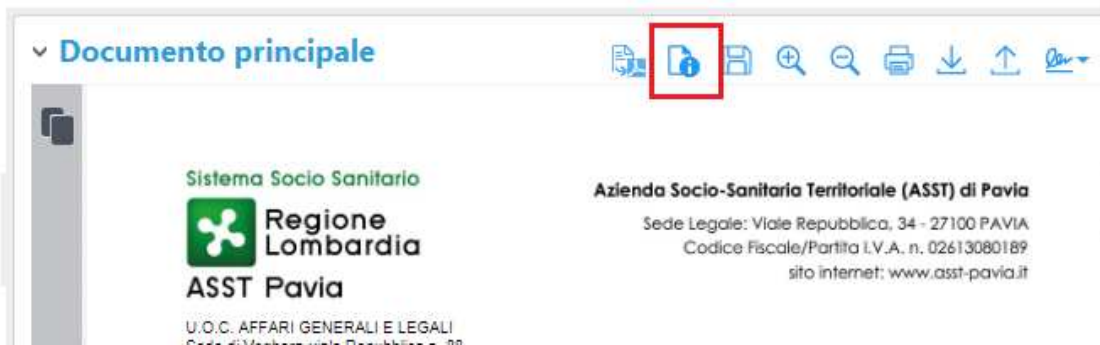 Documento principale
Sistema Socio Sanitario
Regione
Lombardia
ASST Pavia
Azienda Socio-Sanitaria Territoriale (ASST) di Pavia
Sede Legale: Viale Repubblica, 34 - 27100 PAVIA
Codice Fiscale/Partita I.V.A. n. 02613080189
sito internet: www.asst-pavia.it
U.O.C. AFFARI GENERALI E LEGALI